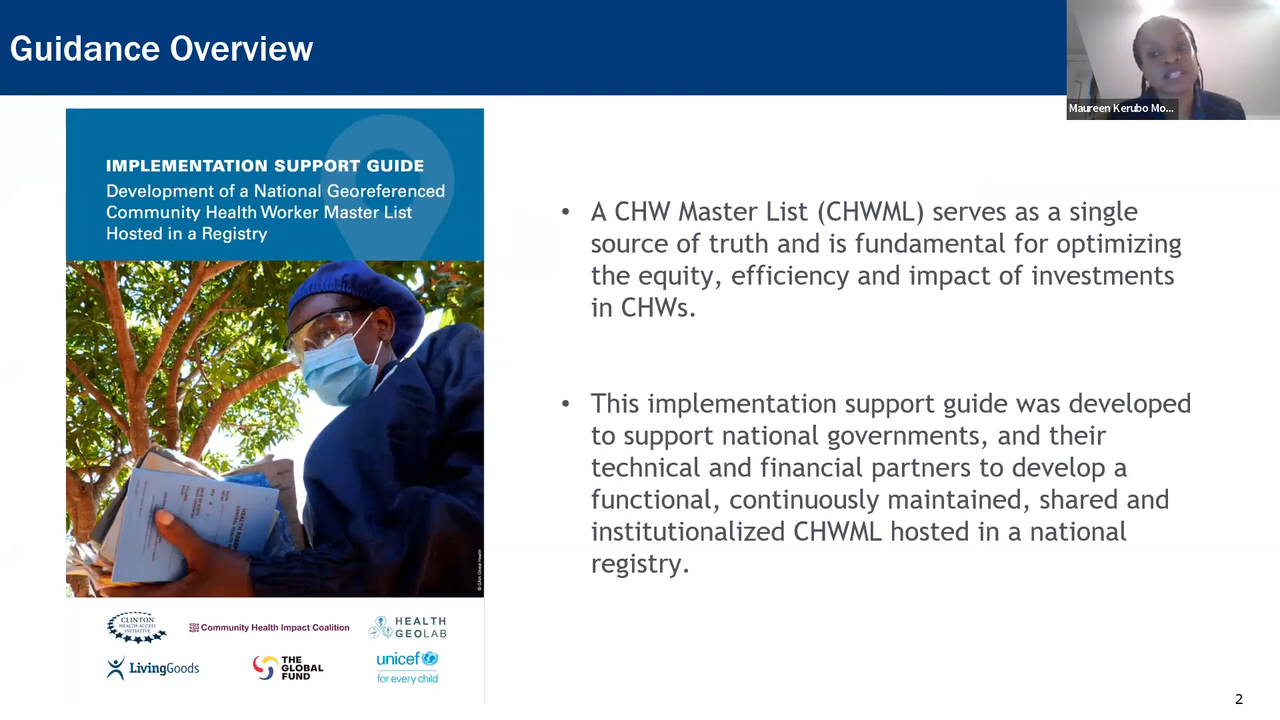 Guidance Overview
Maureen Kerubo Mo...
IMPLEMENTATION SUPPORT GUIDE
Development of a National Georeferenced
Community Health Worker Master List
Hosted in a Registry
• A CHW Master List (CHWML) serves as a single
source of truth and is fundamental for optimizing
the equity, efficiency and impact of investments
in CHWs.
• This implementation support guide was developed
to support national governments, and their
technical and financial partners to develop a
functional, continuously maintained, shared and
institutionalized CHWML hosted in a national
registry.
CLINTON
HEALTH ACCESS
INITIATIVE
Community Health Impact Coalition
HEALTH
GEOLAB
LivingGoods
THE
GLOBAL
FUND
unicef
for every child
2